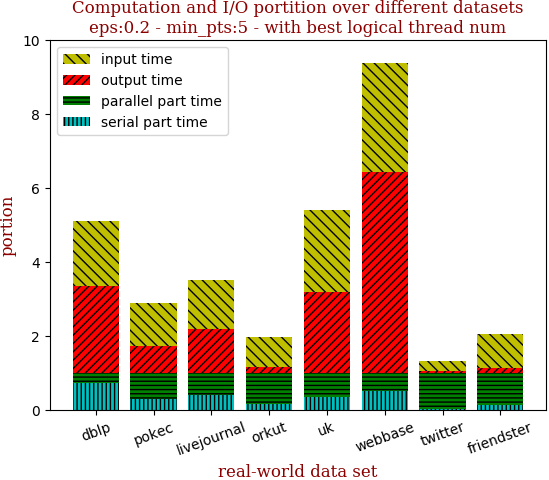 Computation and I/O portition over different datasets
eps:0.2 - min_pts:5 - with best logical thread num
input time
output time
parallel part time
serial part time
portion
10
8
6
4
2
0
dblp
pokec
livejournal
orkut
uk
webbase
twitter
friendster
real-world data set